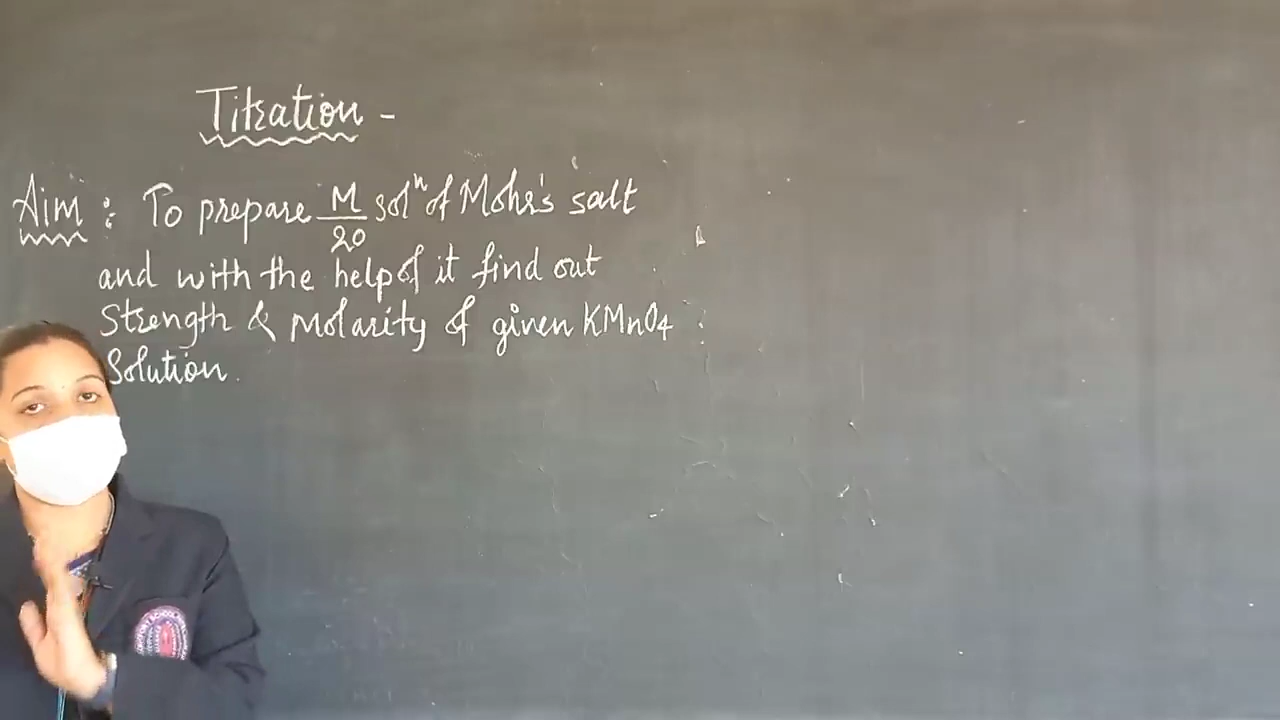 Titration -
Aim : To prepare M/20 solⁿ of Mohr's salt
and with the help of it find out
Strength & Molarity of given KMnO4
Solution.